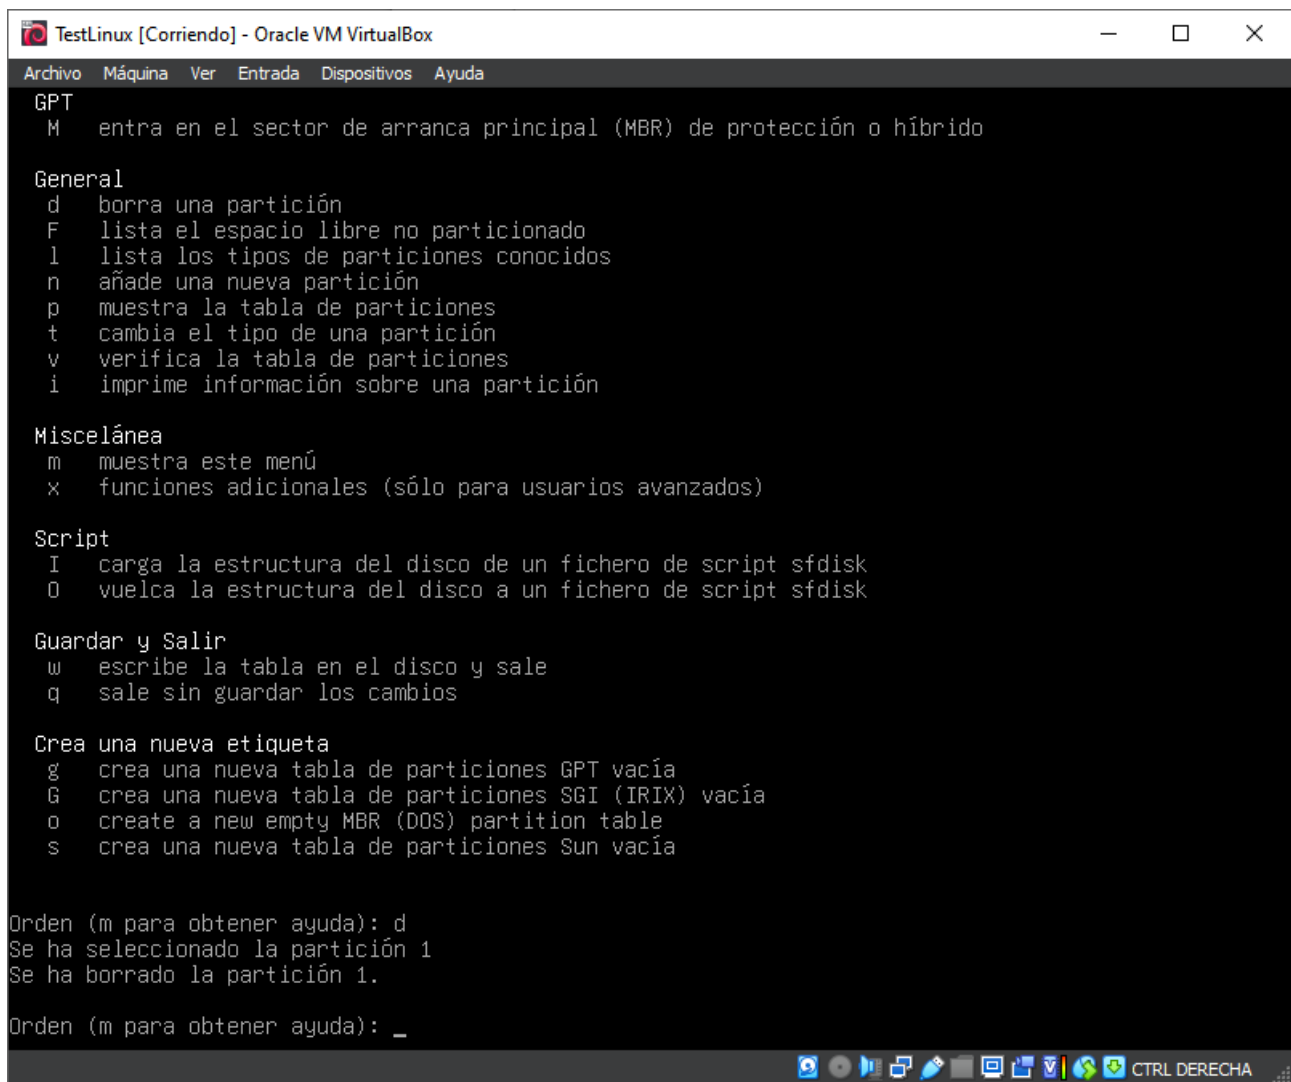 TestLinux [Corriendo] - Oracle VM VirtualBox
Archivo Máquina Ver Entrada Dispositivos Ayuda
GPT
M entra en el sector de arranca principal (MBR) de protección o híbrido
General
d borra una partición
F lista el espacio libre no particionado
l lista los tipos de particiones conocidos
n añade una nueva partición
p muestra la tabla de particiones
t cambia el tipo de una partición
v verifica la tabla de particiones
i imprime información sobre una partición
Miscelánea
m muestra este menú
x funciones adicionales (sólo para usuarios avanzados)
Script
I carga la estructura del disco de un fichero de script sfdisk
O vuelca la estructura del disco a un fichero de script sfdisk
Guardar y Salir
w escribe la tabla en el disco y sale
q sale sin guardar los cambios
Crea una nueva etiqueta
g crea una nueva tabla de particiones GPT vacía
G crea una nueva tabla de particiones SGI (IRIX) vacía
o create a new empty MBR (DOS) partition table
s crea una nueva tabla de particiones Sun vacía
Orden (m para obtener ayuda): d
Se ha seleccionado la partición 1
Se ha borrado la partición 1.
Orden (m para obtener ayuda): _
CTRL DERECHA